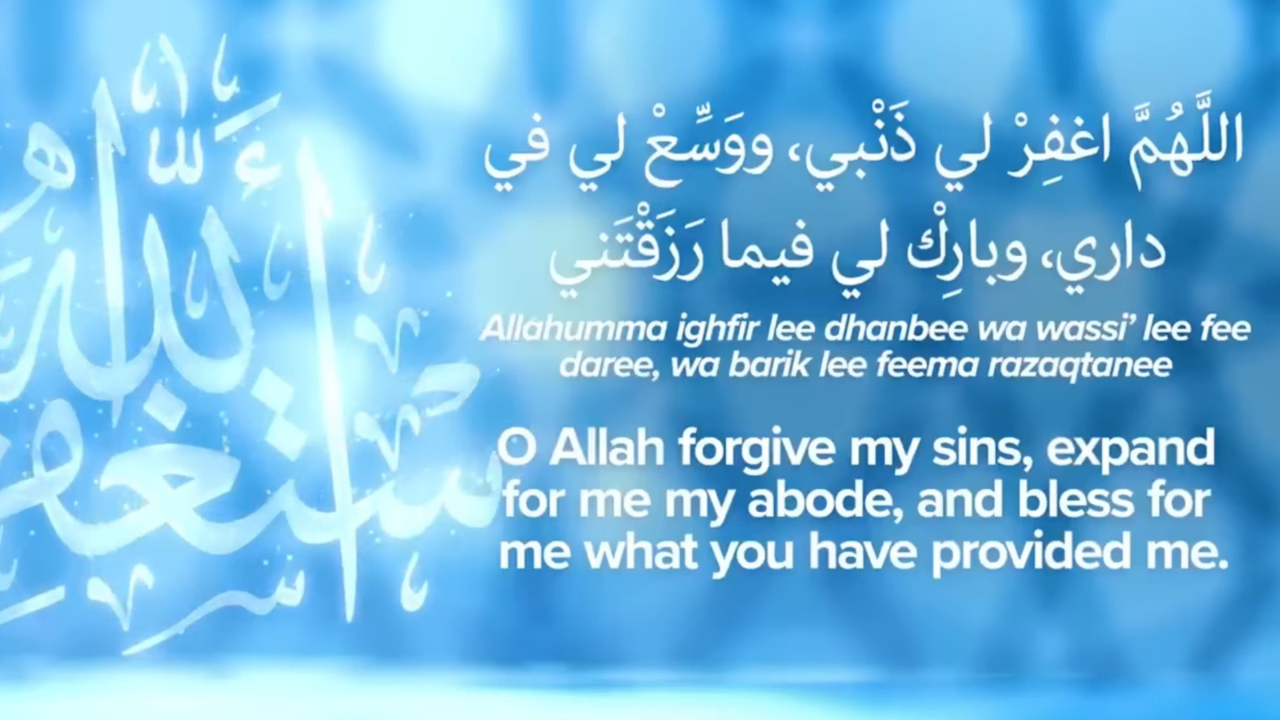 اللَّهُمَّ اغفِرْ لي ذَنْبي، ووَسِّعْ لي في
داري، وبارِكْ لي فيما رَزَقْتَني
Allahumma ighfir lee dhanbee wa wassi’ lee fee
daree, wa barik lee feema razaqtanee
O Allah forgive my sins, expand
for me my abode, and bless for
me what you have provided me.